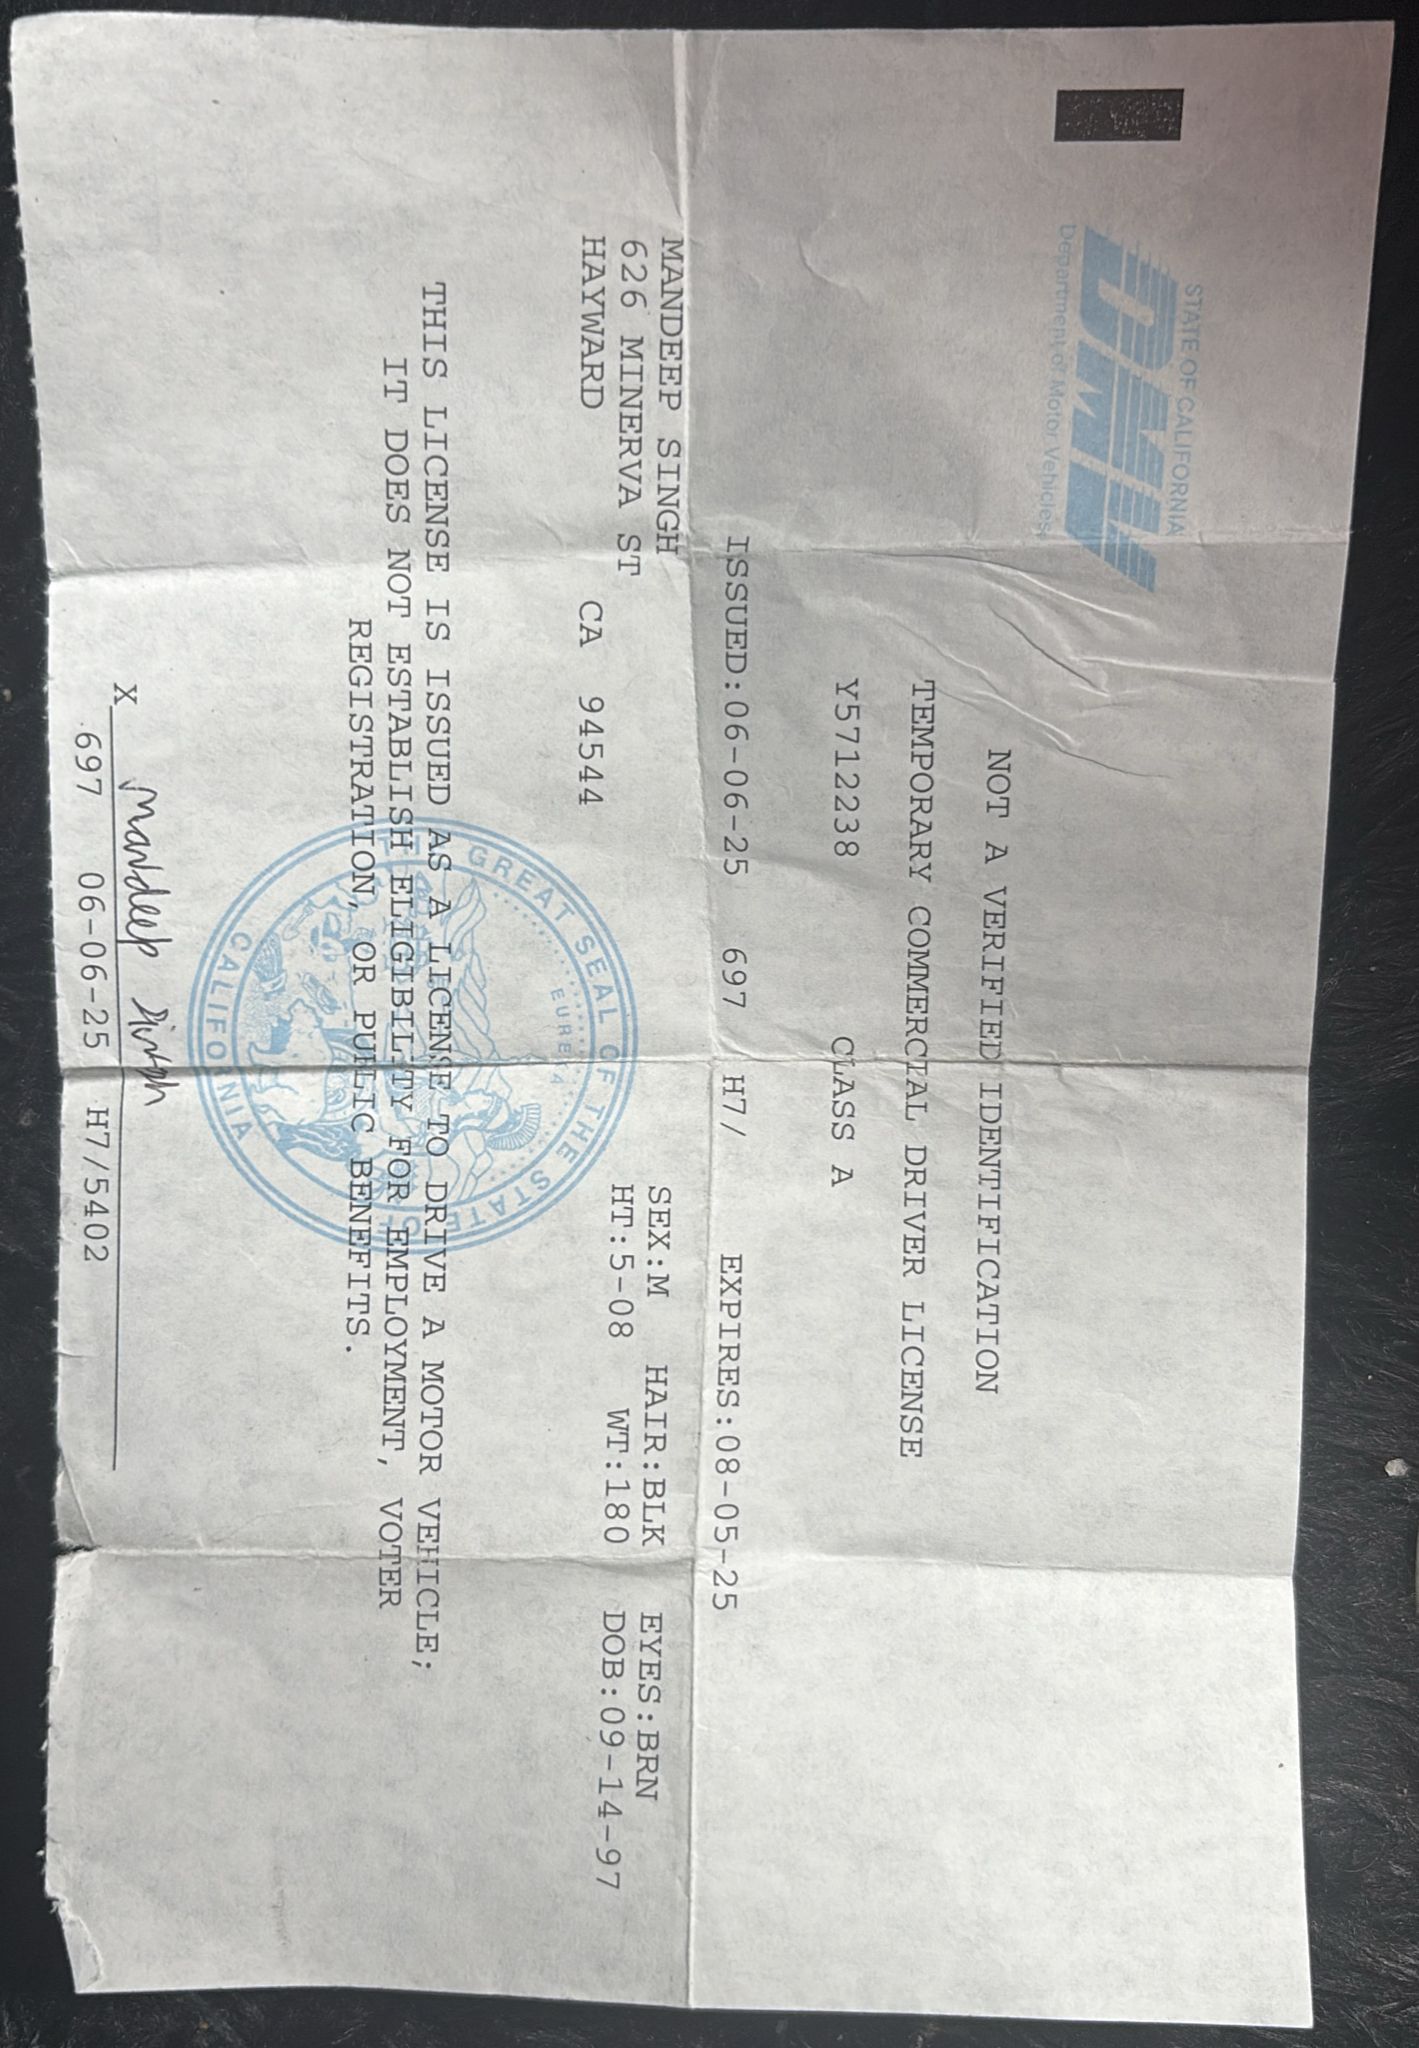 STATE OF CALIFORNIA
DMV
Department of Motor Vehicles
NOT A VERIFIED IDENTIFICATION
TEMPORARY COMMERCIAL DRIVER LICENSE
Y5712238 CLASS A
ISSUED:06-06-25 697 H7/ EXPIRES:08-05-25
MANDEEP SINGH SEX:M HAIR:BLK EYES:BRN
626 MINERVA ST HT:5-08 WT:180 DOB:09-14-97
HAYWARD CA 94544
THIS LICENSE IS ISSUED AS A LICENSE TO DRIVE A MOTOR VEHICLE;
IT DOES NOT ESTABLISH ELIGIBILITY FOR EMPLOYMENT, VOTER
REGISTRATION, OR PUBLIC BENEFITS.
THE GREAT SEAL OF THE STATE OF CALIFORNIA
EUREKA
X Mandeep Singh
697 06-06-25 H7/5402